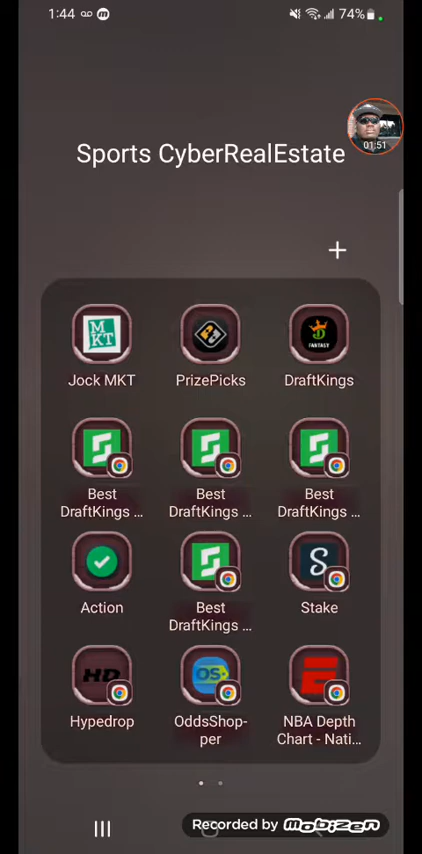 1:44
74%
Sports CyberRealEstate
01:51
+
MKT
Jock MKT
PrizePicks
FANTASY
DraftKings
Best
DraftKings ...
Best
DraftKings ...
Best
DraftKings ...
Action
Best
DraftKings ...
S
Stake
HD
Hypedrop
OS
OddsShop-
per
E
NBA Depth
Chart - Nati...
Recorded by MOBIZEN